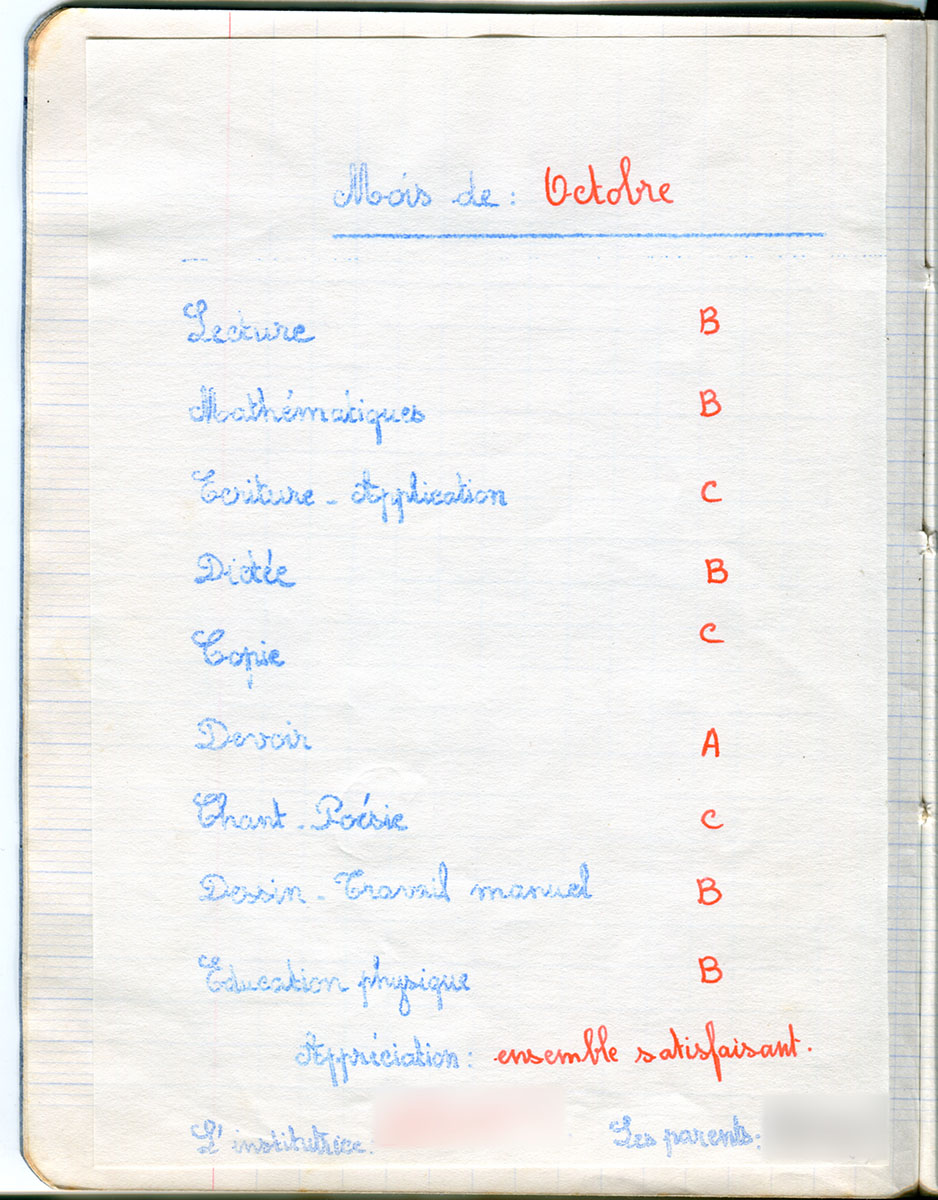 Mois de : Octobre
Lecture B
Mathématiques B
Ecriture - Application C
Dictée B
Copie C
Devoir A
Chant - Poésie C
Dessin - Travail manuel B
Education physique B
Appréciation : ensemble satisfaisant.
L'institutrice. Les parents :